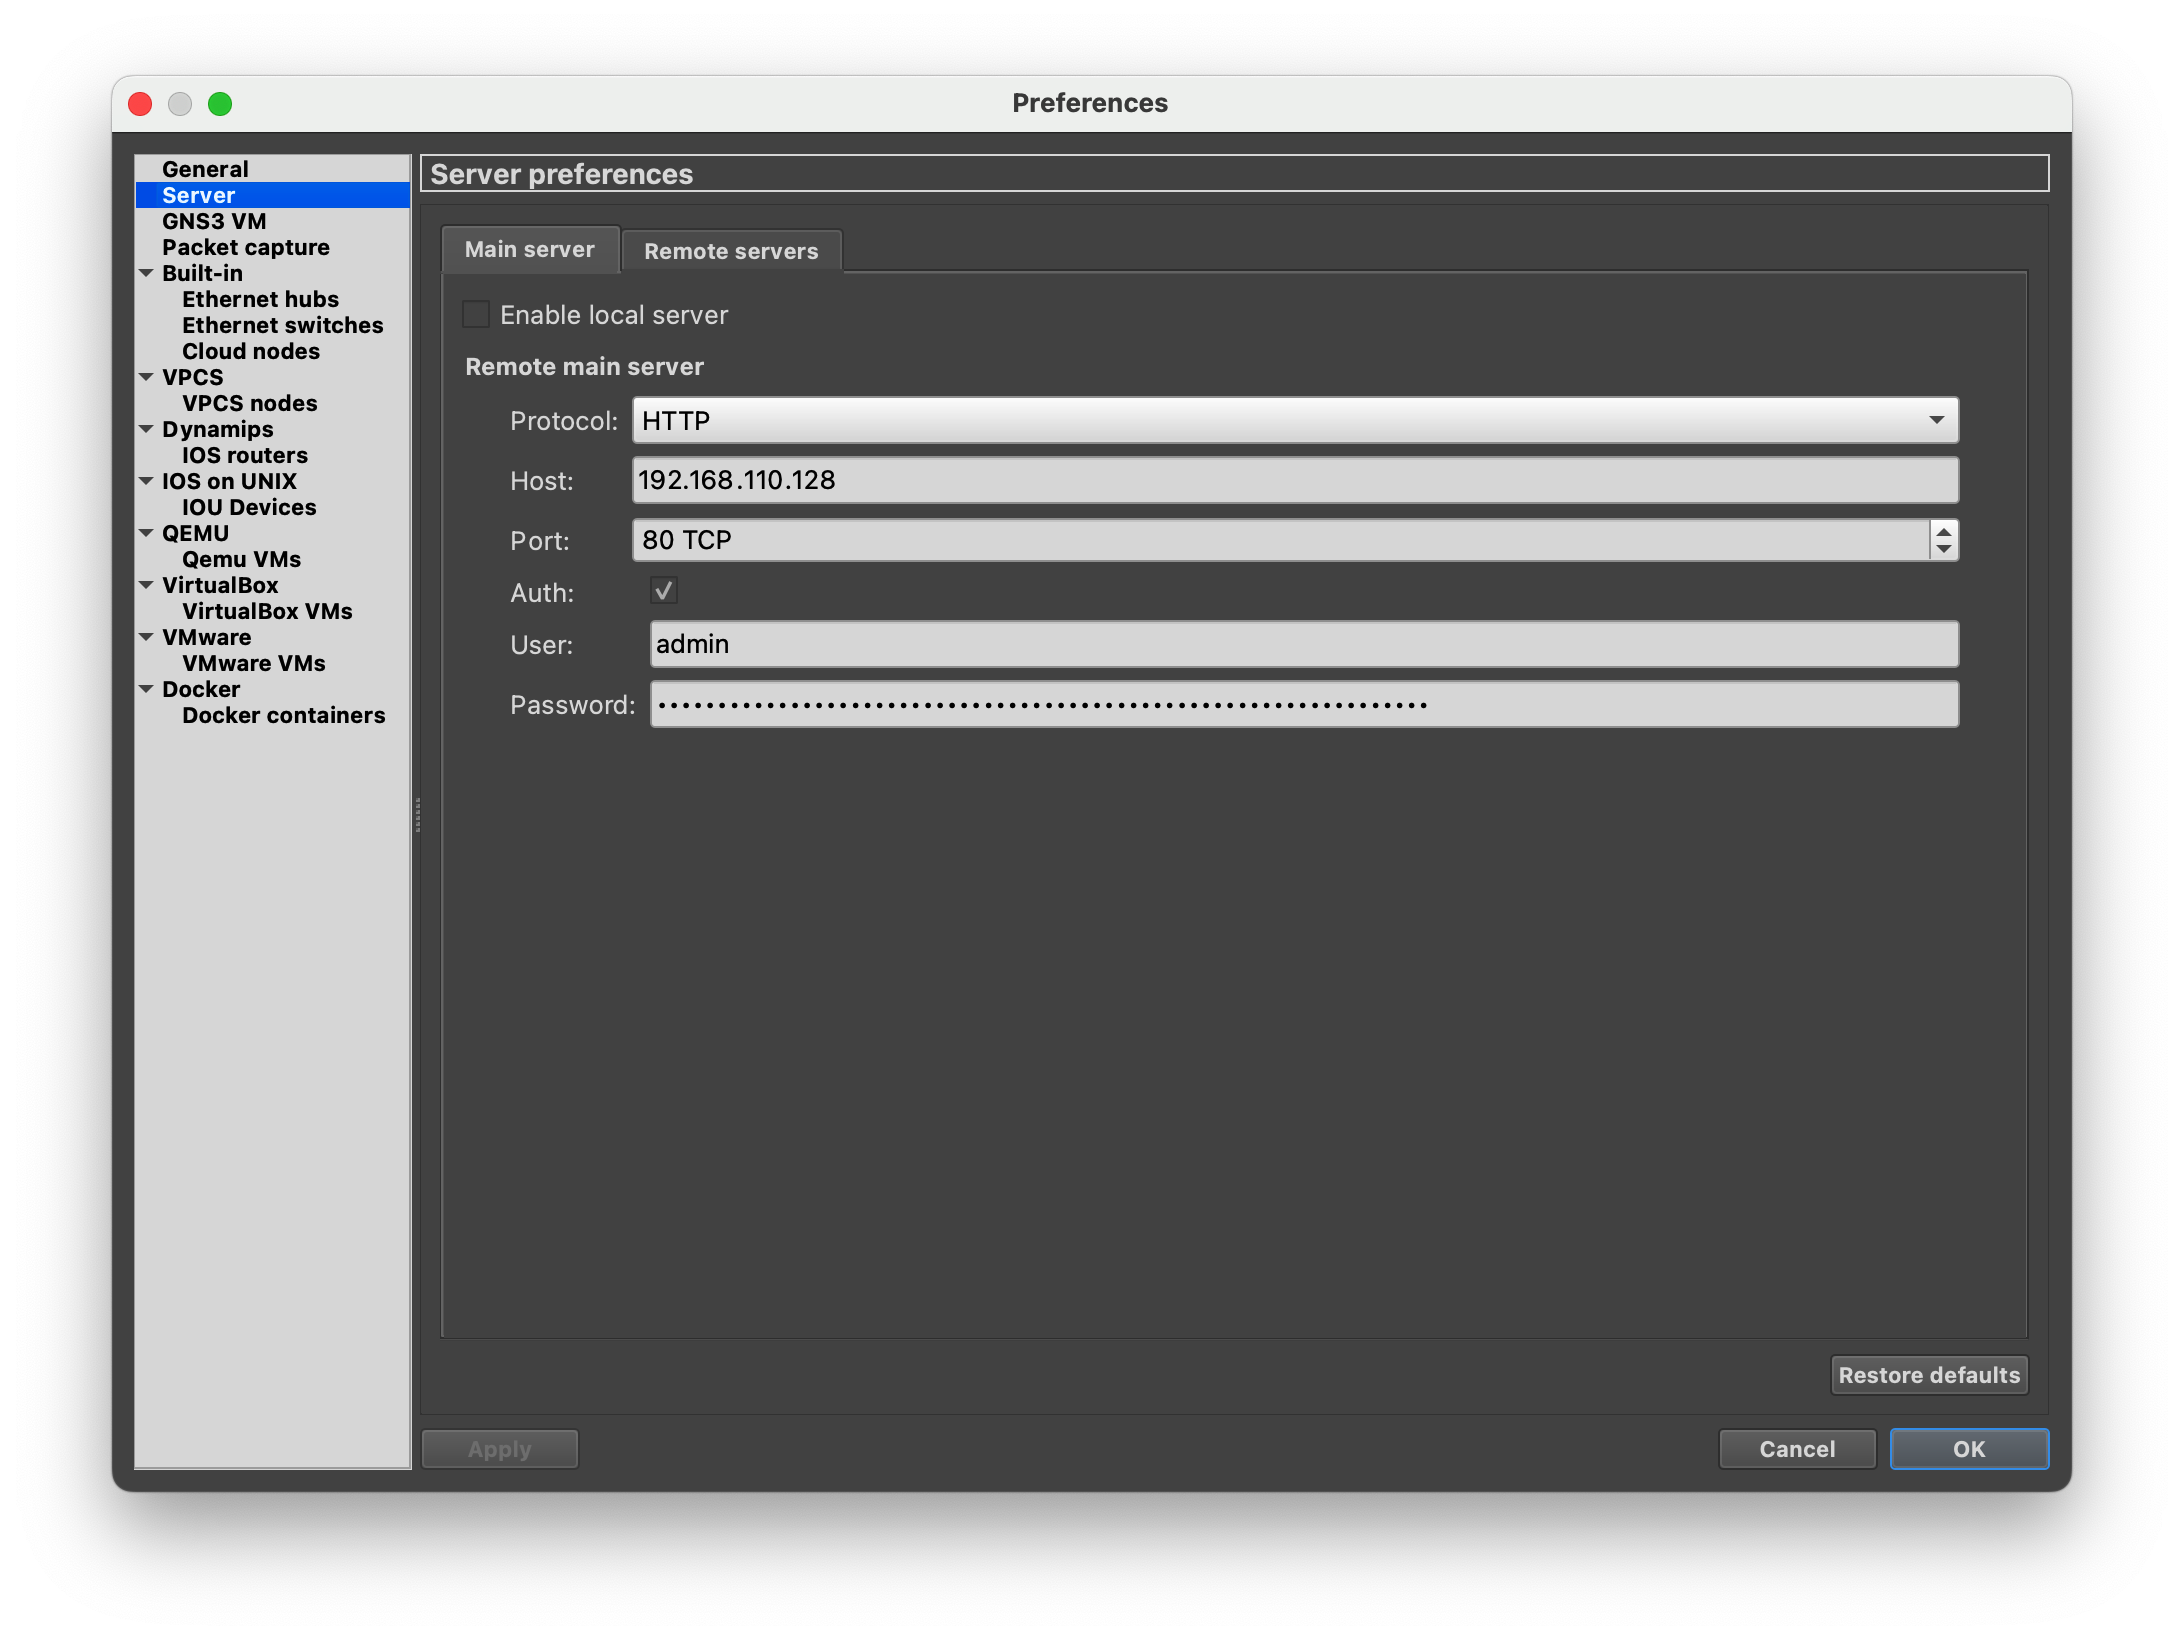 Preferences
General
Server
GNS3 VM
Packet capture
Built-in
Ethernet hubs
Ethernet switches
Cloud nodes
VPCS
VPCS nodes
Dynamips
IOS routers
IOS on UNIX
IOU Devices
QEMU
Qemu VMs
VirtualBox
VirtualBox VMs
VMware
VMware VMs
Docker
Docker containers
Server preferences
Main server
Remote servers
Enable local server
Remote main server
Protocol: HTTP
Host: 192.168.110.128
Port: 80 TCP
Auth:
User: admin
Password:
Restore defaults
Apply
Cancel
OK